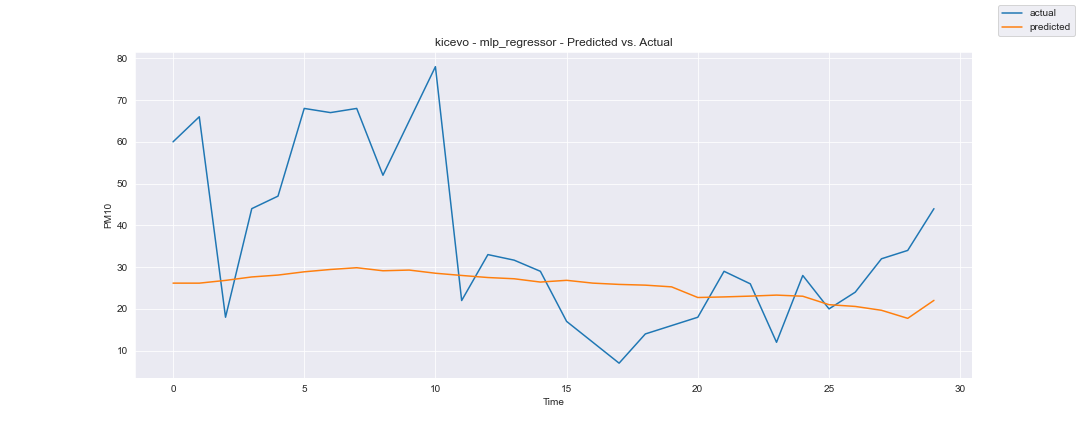 actual
predicted
kicevo - mlp_regressor - Predicted vs. Actual
80
70
60
50
40
30
20
10
PM10
0 5 10 15 20 25 30
Time